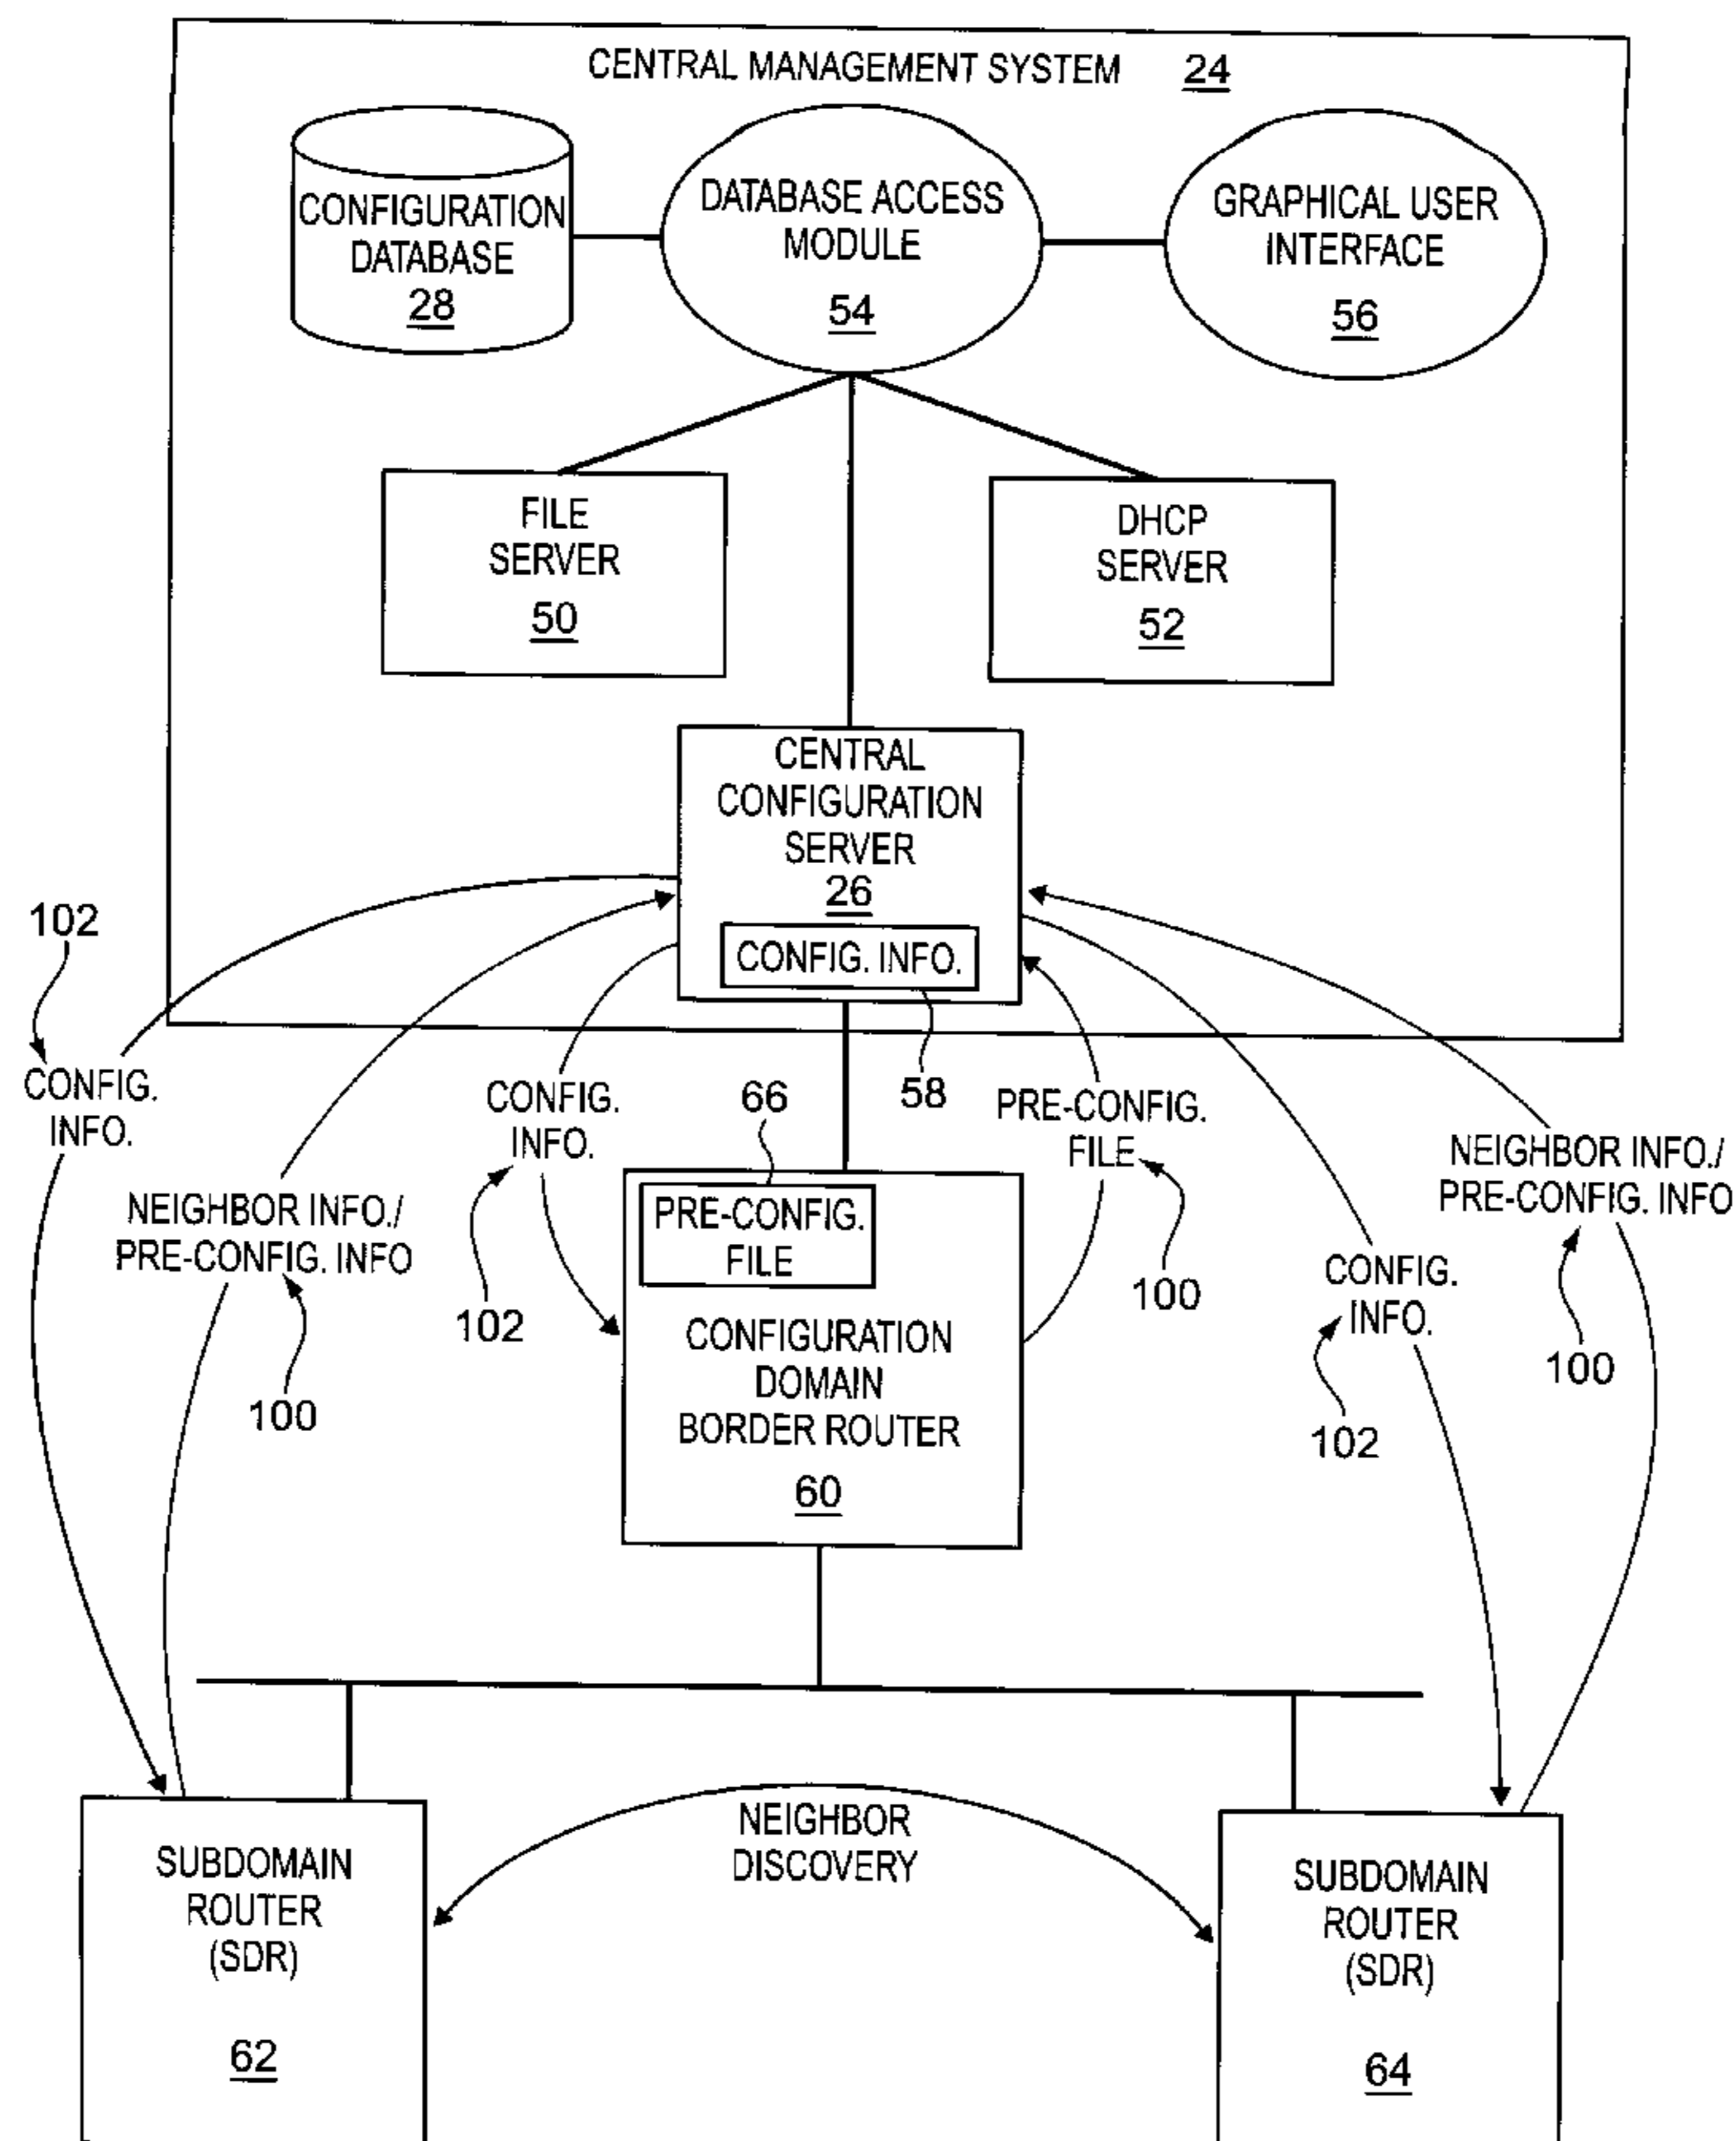 CENTRAL MANAGEMENT SYSTEM 24
CONFIGURATION
DATABASE
28
DATABASE ACCESS
MODULE
54
GRAPHICAL USER
INTERFACE
56
FILE
SERVER
50
DHCP
SERVER
52
CENTRAL
CONFIGURATION
SERVER
26
CONFIG. INFO.
58
102
CONFIG.
INFO.
NEIGHBOR INFO./
PRE-CONFIG. INFO
100
CONFIG.
INFO.
102
66
PRE-CONFIG.
FILE
CONFIGURATION
DOMAIN
BORDER ROUTER
60
PRE-CONFIG.
FILE
100
CONFIG.
INFO.
102
NEIGHBOR INFO./
PRE-CONFIG. INFO
100
NEIGHBOR
DISCOVERY
SUBDOMAIN
ROUTER
(SDR)
62
SUBDOMAIN
ROUTER
(SDR)
64